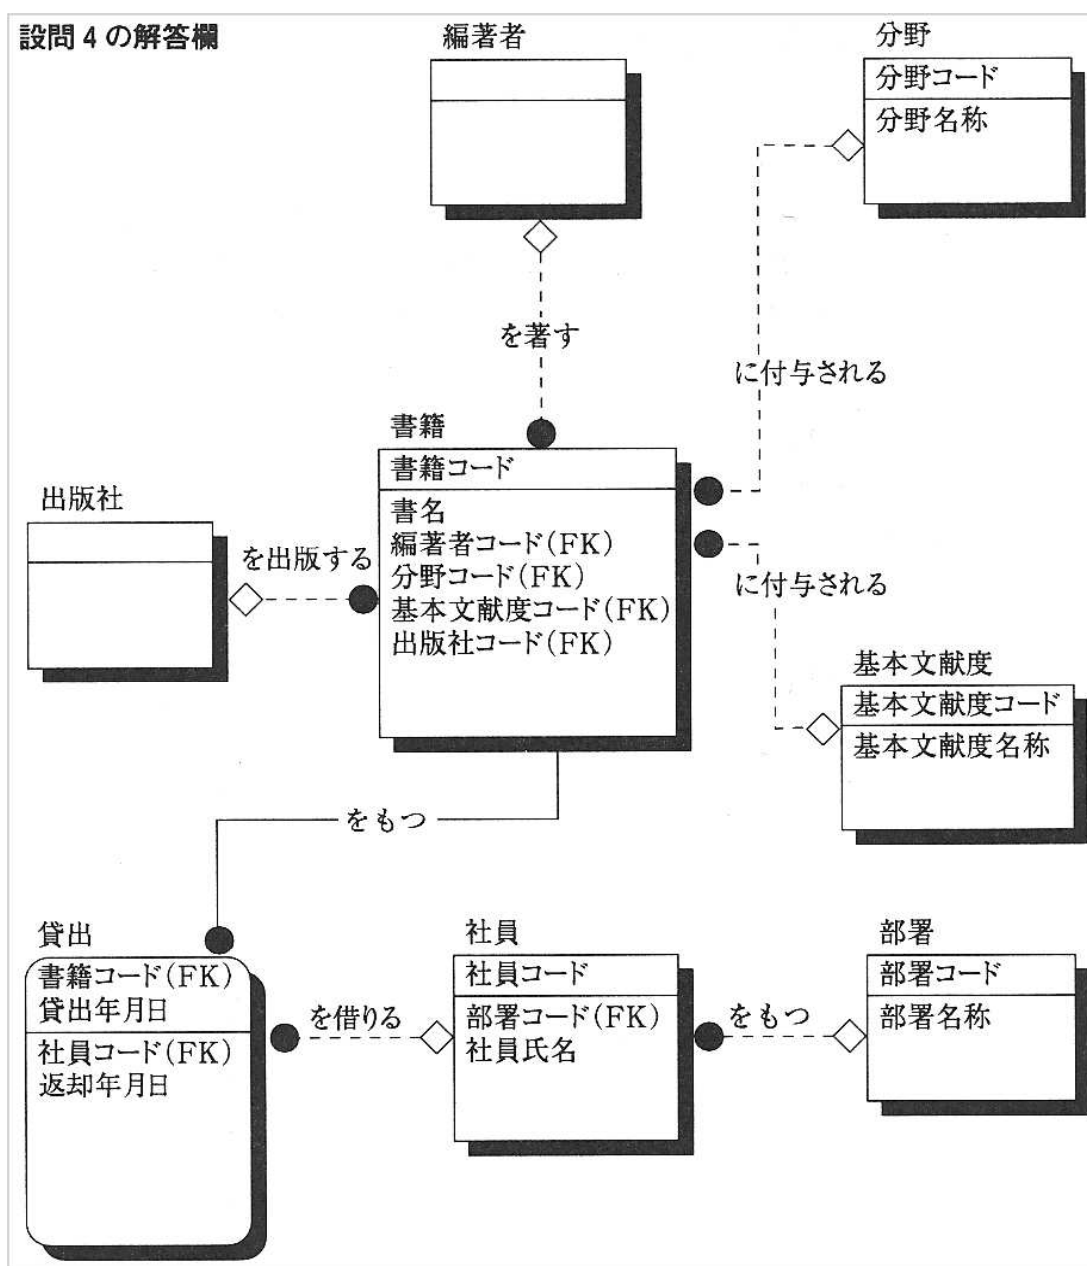 設問4の解答欄
編著者
分野
分野コード
分野名称
を著す
に付与される
書籍
書籍コード
書名
編著者コード(FK)
分野コード(FK)
基本文献度コード(FK)
出版社コード(FK)
出版社
を出版する
に付与される
基本文献度
基本文献度コード
基本文献度名称
をもつ
貸出
書籍コード(FK)
貸出年月日
社員コード(FK)
返却年月日
を借りる
社員
社員コード
部署コード(FK)
社員氏名
をもつ
部署
部署コード
部署名称